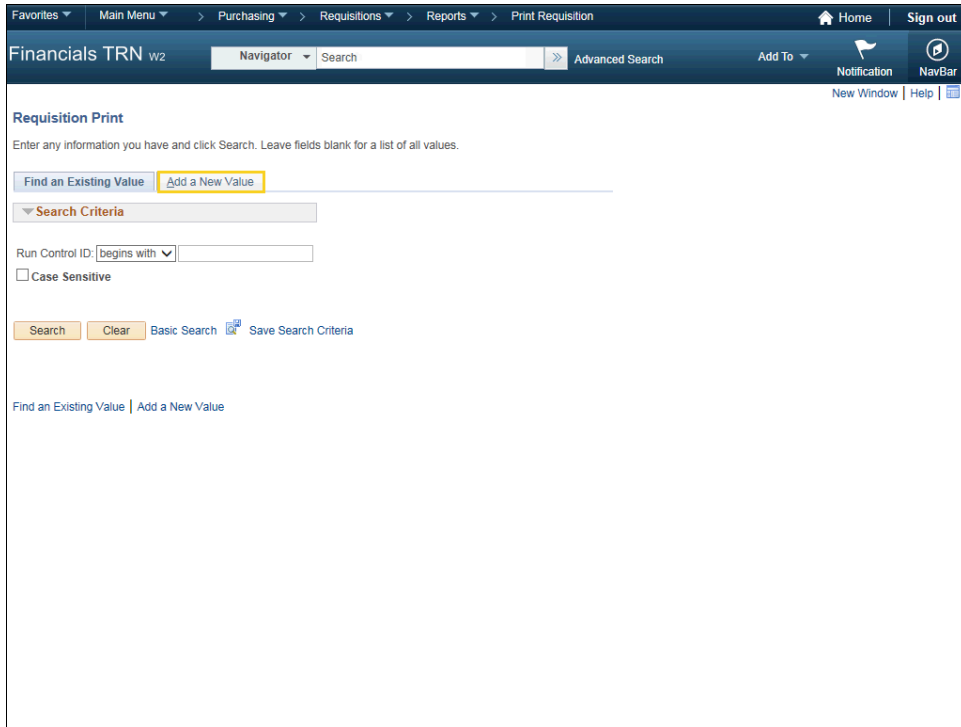 Favorites Main Menu > Purchasing > Requisitions > Reports > Print Requisition Home Sign out
Financials TRN W2 Navigator Search » Advanced Search Add To Notification NavBar
New Window | Help |
Requisition Print
Enter any information you have and click Search. Leave fields blank for a list of all values.
Find an Existing Value Add a New Value
Search Criteria
Run Control ID: begins with
Case Sensitive
Search Clear Basic Search Save Search Criteria
Find an Existing Value | Add a New Value